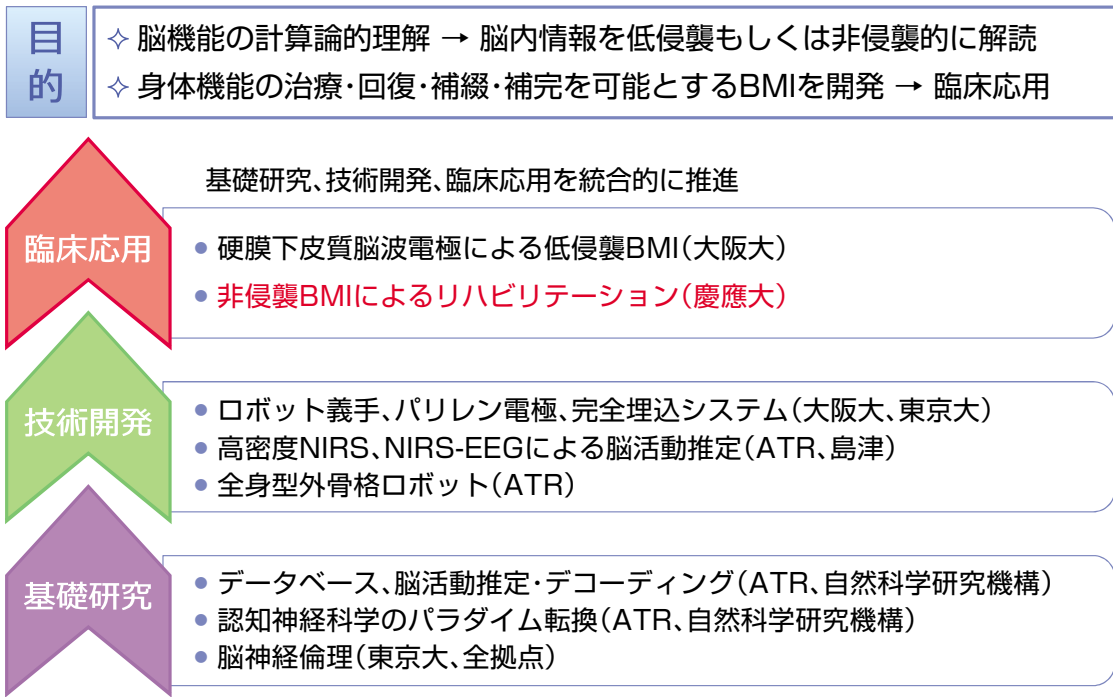 目的
✧ 脳機能の計算論的理解 → 脳内情報を低侵襲もしくは非侵襲的に解読
✧ 身体機能の治療・回復・補綴・補完を可能とするBMIを開発 → 臨床応用
基礎研究、技術開発、臨床応用を統合的に推進
臨床応用
• 硬膜下皮質脳波電極による低侵襲BMI(大阪大)
• 非侵襲BMIによるリハビリテーション(慶應大)
技術開発
• ロボット義手、パリレン電極、完全埋込システム(大阪大、東京大)
• 高密度NIRS、NIRS-EEGによる脳活動推定(ATR、島津)
• 全身型外骨格ロボット(ATR)
基礎研究
• データベース、脳活動推定・デコーディング(ATR、自然科学研究機構)
• 認知神経科学のパラダイム転換(ATR、自然科学研究機構)
• 脳神経倫理(東京大、全拠点)